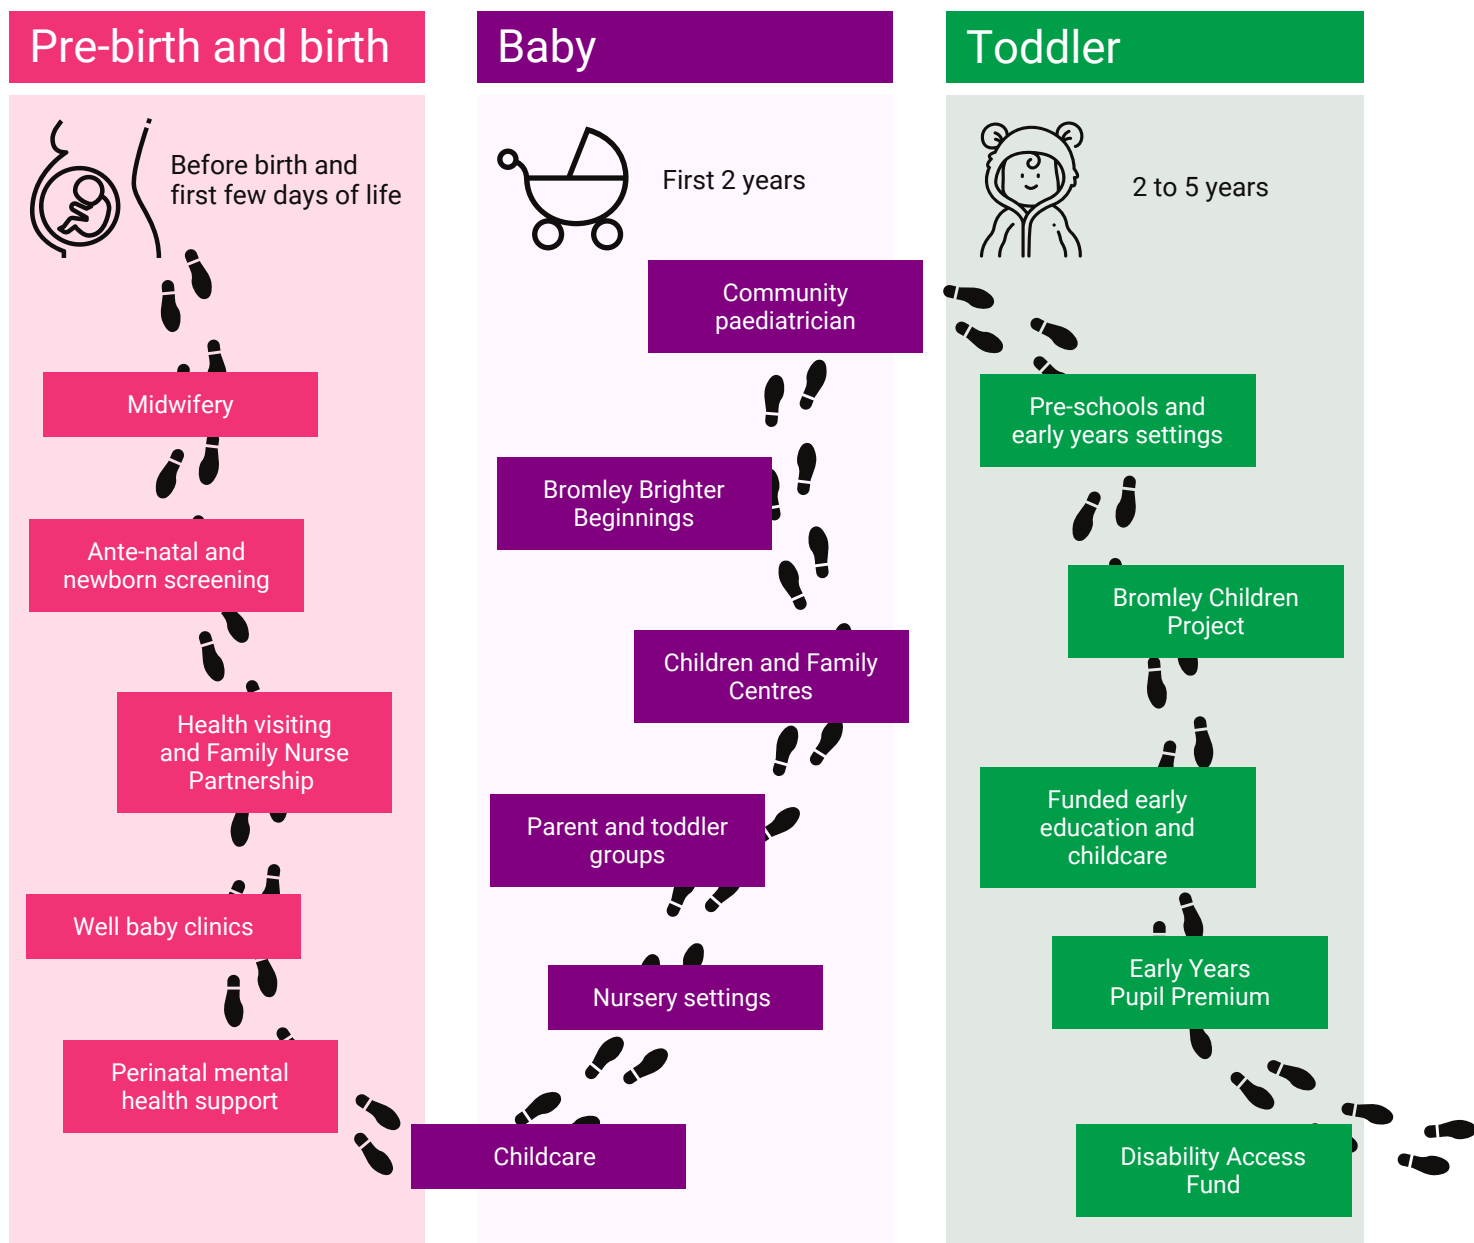 Pre-birth and birth
Before birth and
first few days of life
Midwifery
Ante-natal and
newborn screening
Health visiting
and Family Nurse
Partnership
Well baby clinics
Perinatal mental
health support
Baby
First 2 years
Community
paediatrician
Bromley Brighter
Beginnings
Children and Family
Centres
Parent and toddler
groups
Nursery settings
Childcare
Toddler
2 to 5 years
Pre-schools and
early years settings
Bromley Children
Project
Funded early
education and
childcare
Early Years
Pupil Premium
Disability Access
Fund